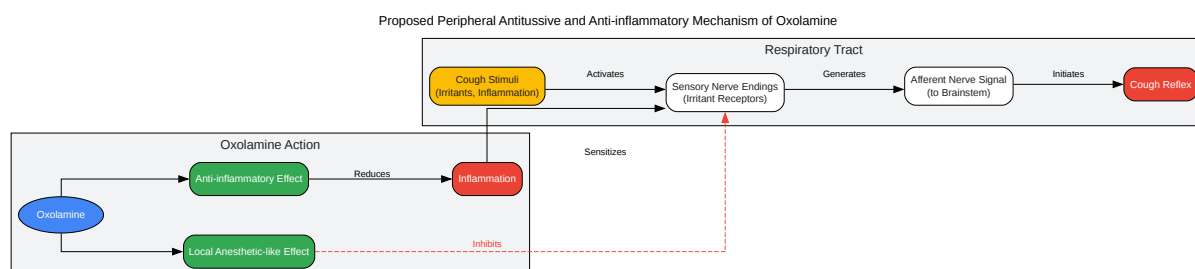 Proposed Peripheral Antitussive and Anti-inflammatory Mechanism of Oxolamine
Respiratory Tract
Cough Stimuli
(Irritants, Inflammation)
Activates
Sensory Nerve Endings
(Irritant Receptors)
Generates
Afferent Nerve Signal
(to Brainstem)
Initiates
Cough Reflex
Oxolamine Action
Sensitizes
Anti-inflammatory Effect
Reduces
Inflammation
Oxolamine
Local Anesthetic-like Effect
Inhibits